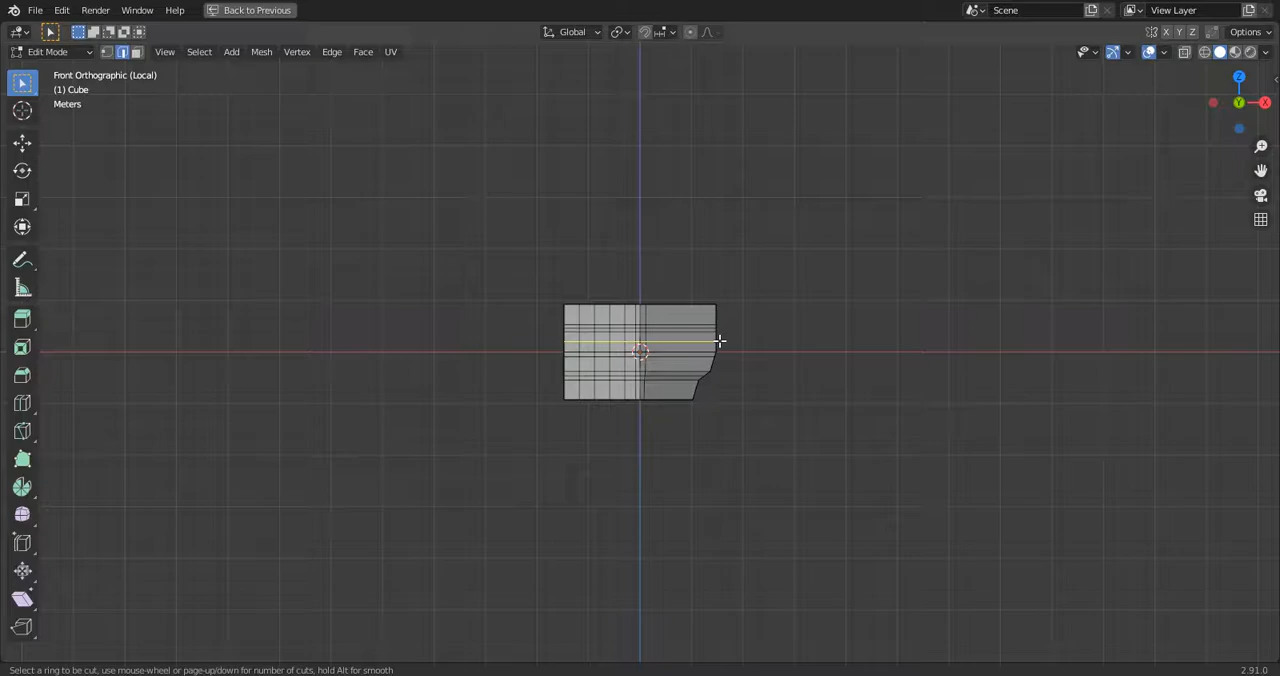 File Edit Render Window Help Back to Previous Scene View Layer
Global Options
X Y Z
Edit Mode View Select Add Mesh Vertex Edge Face UV
Front Orthographic (Local)
(1) Cube
Meters
Z
Y
X
Select a ring to be cut, use mouse-wheel or page-up/down for number of cuts, hold Alt for smooth 2.91.0